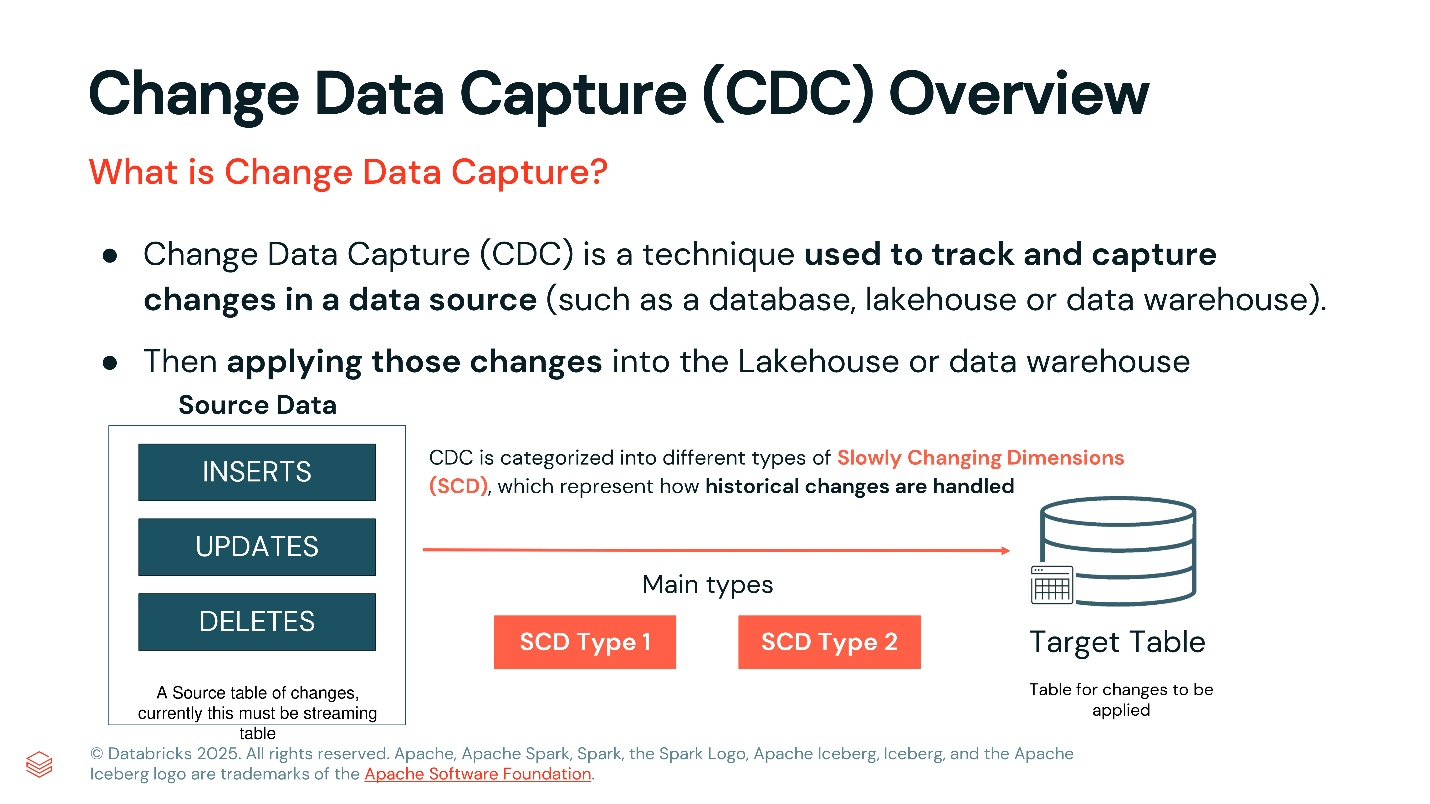 Change Data Capture (CDC) Overview
What is Change Data Capture?
● Change Data Capture (CDC) is a technique used to track and capture
changes in a data source (such as a database, lakehouse or data warehouse).
● Then applying those changes into the Lakehouse or data warehouse
Source Data
INSERTS
UPDATES
DELETES
A Source table of changes,
currently this must be streaming
table
CDC is categorized into different types of Slowly Changing Dimensions
(SCD), which represent how historical changes are handled
Main types
SCD Type 1
SCD Type 2
Target Table
Table for changes to be
applied
© Databricks 2025. All rights reserved. Apache, Apache Spark, Spark, the Spark Logo, Apache Iceberg, Iceberg, and the Apache
Iceberg logo are trademarks of the Apache Software Foundation.